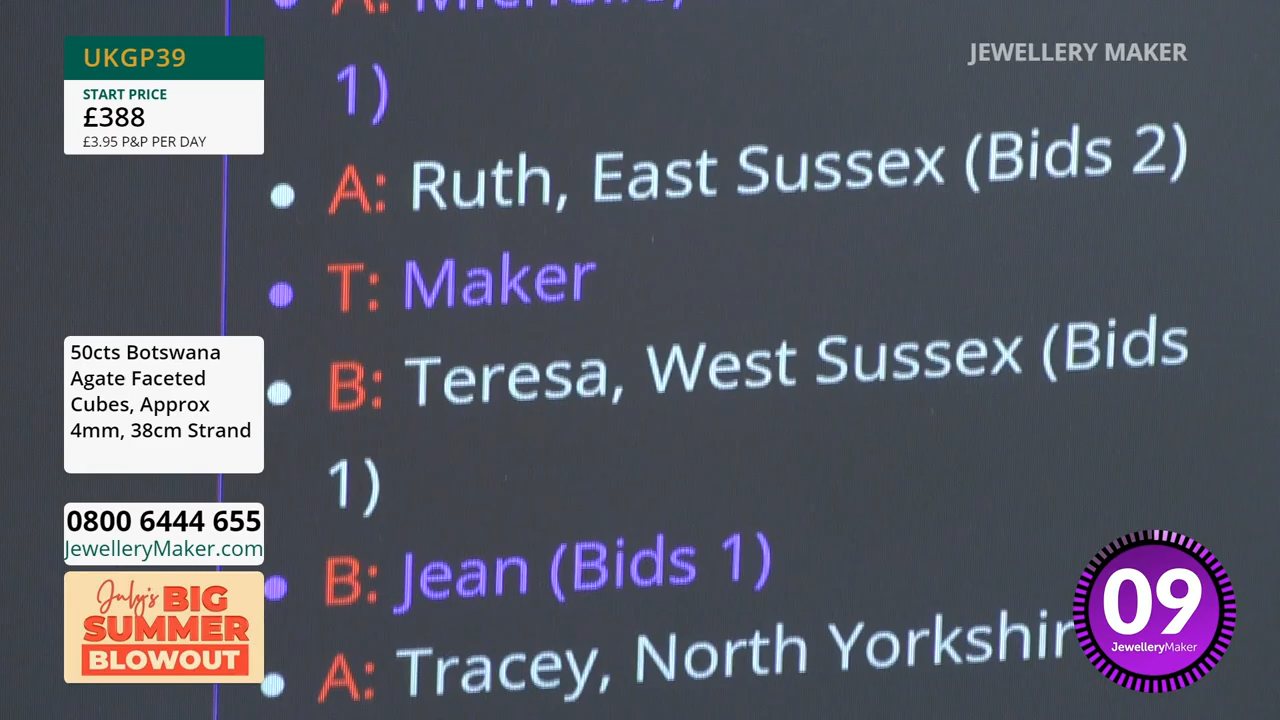 UKGP39
START PRICE
£388
£3.95 P&P PER DAY
JEWELLERY MAKER
1)
A: Ruth, East Sussex (Bids 2)
T: Maker
B: Teresa, West Sussex (Bids
1)
B: Jean (Bids 1)
A: Tracey, North Yorkshir
50cts Botswana
Agate Faceted
Cubes, Approx
4mm, 38cm Strand
0800 6444 655
JewelleryMaker.com
July's BIG
SUMMER
BLOWOUT
09
JewelleryMaker